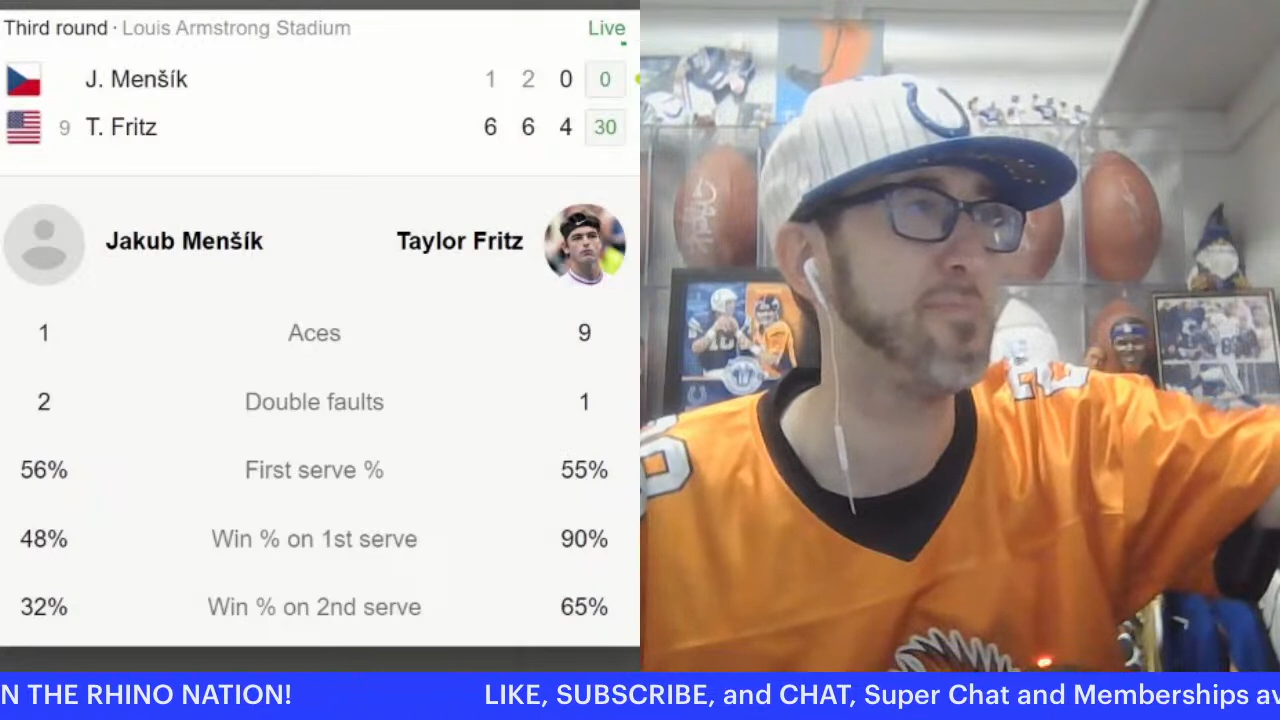 Third round · Louis Armstrong Stadium
Live
J. Menšík 1 2 0 0
9 T. Fritz 6 6 4 30
Jakub Menšík Taylor Fritz
1 Aces 9
2 Double faults 1
56% First serve % 55%
48% Win % on 1st serve 90%
32% Win % on 2nd serve 65%
N THE RHINO NATION! LIKE, SUBSCRIBE, and CHAT, Super Chat and Memberships av